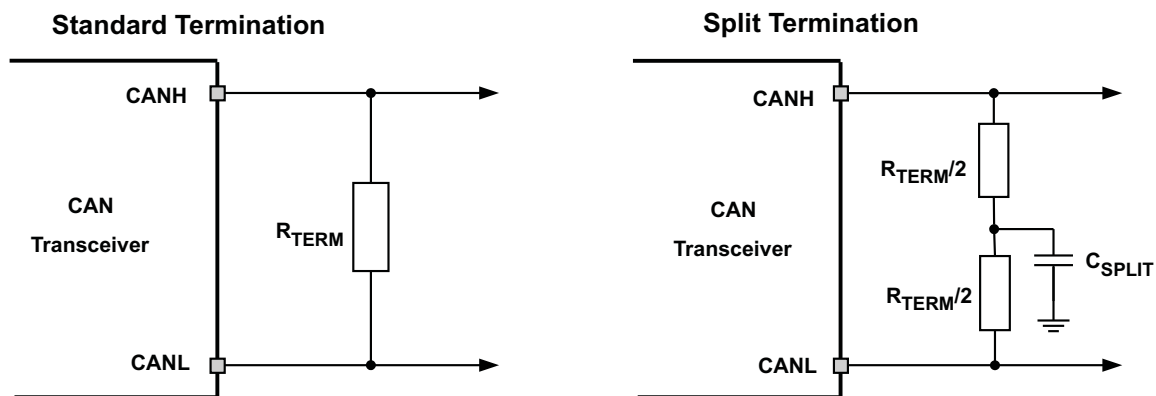 Standard Termination
CANH
CAN
Transceiver
RTERM
CANL
Split Termination
CANH
RTERM/2
CAN
Transceiver
CSPLIT
RTERM/2
CANL